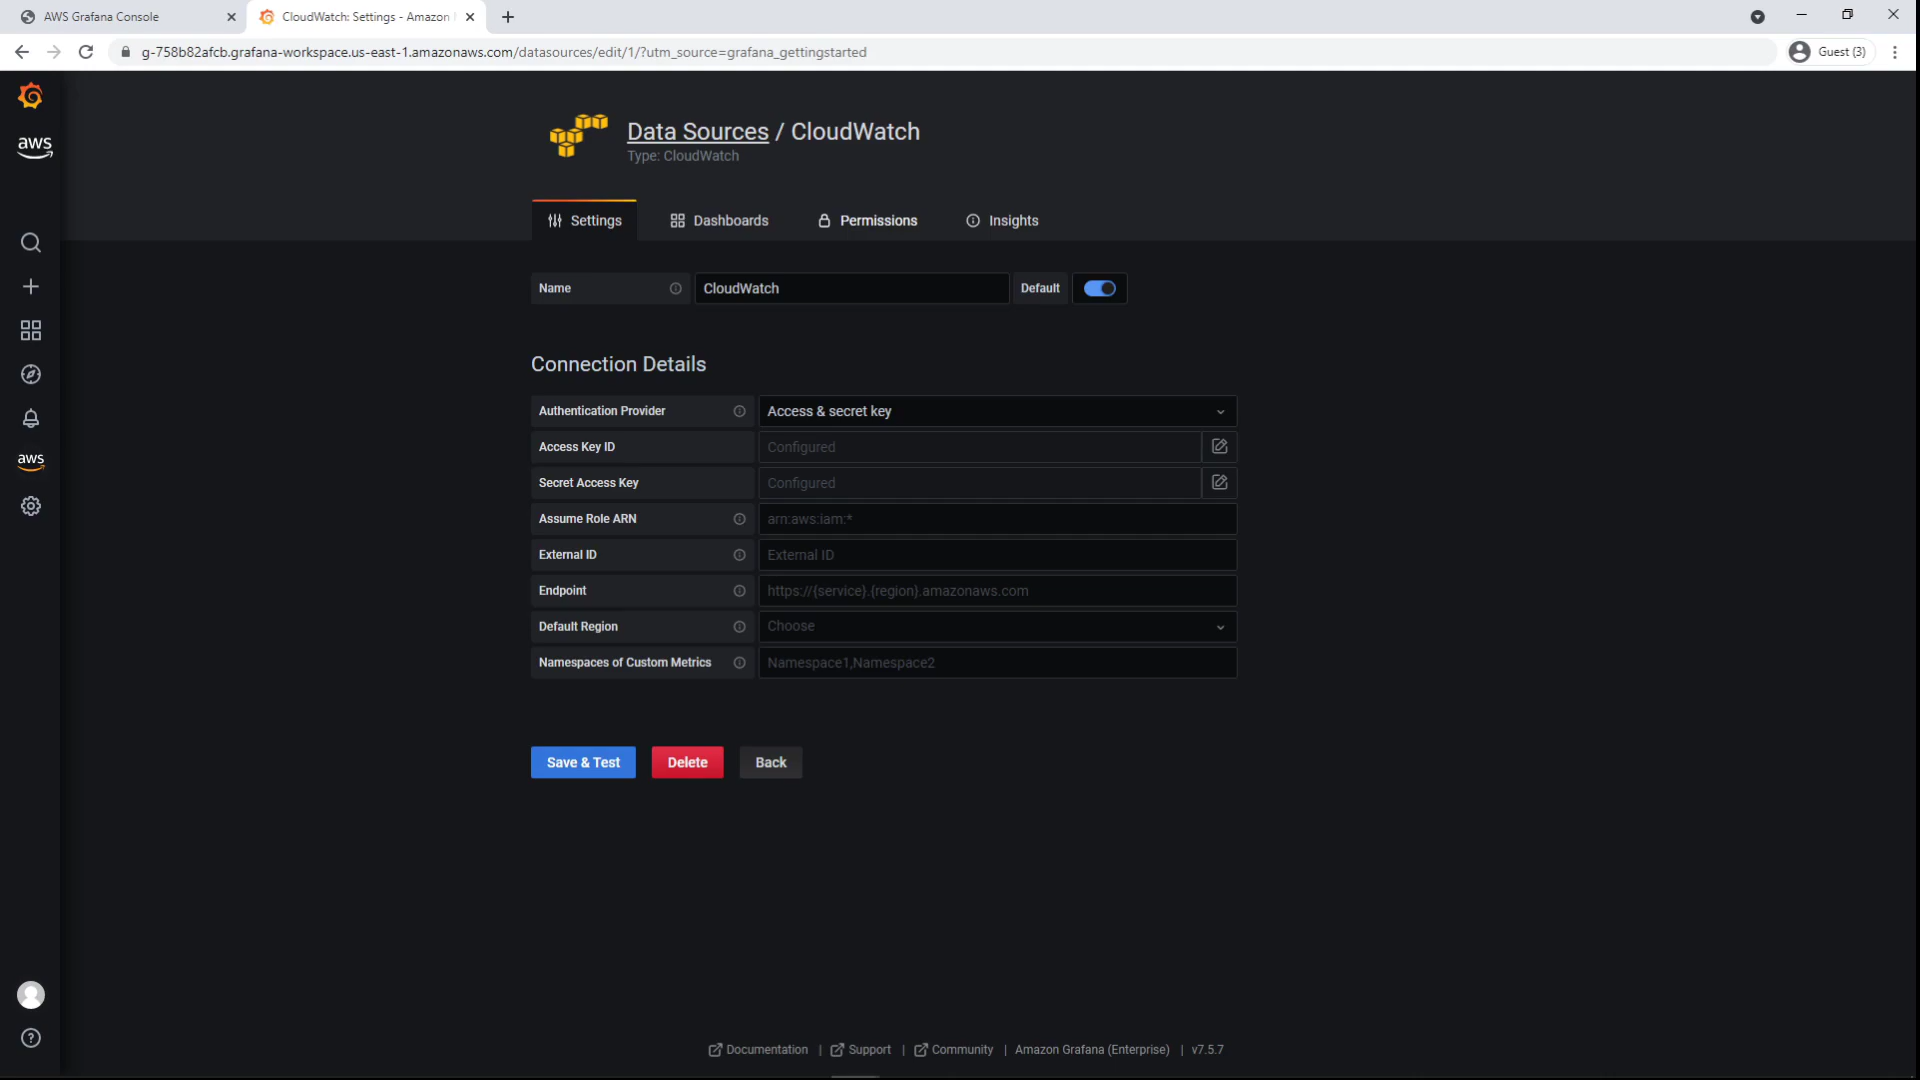 AWS Grafana Console
CloudWatch: Settings - Amazon
g-758b82afcb.grafana-workspace.us-east-1.amazonaws.com/datasources/edit/1/?utm_source=grafana_gettingstarted
Guest (3)
aws
Data Sources / CloudWatch
Type: CloudWatch
Settings
Dashboards
Permissions
Insights
Name
CloudWatch
Default
Connection Details
Authentication Provider
Access & secret key
Access Key ID
Configured
aws
Secret Access Key
Configured
Assume Role ARN
arn:aws:iam:*
External ID
External ID
Endpoint
https://{service}.{region}.amazonaws.com
Default Region
Choose
Namespaces of Custom Metrics
Namespace1,Namespace2
Save & Test
Delete
Back
Documentation | Support | Community | Amazon Grafana (Enterprise) | v7.5.7